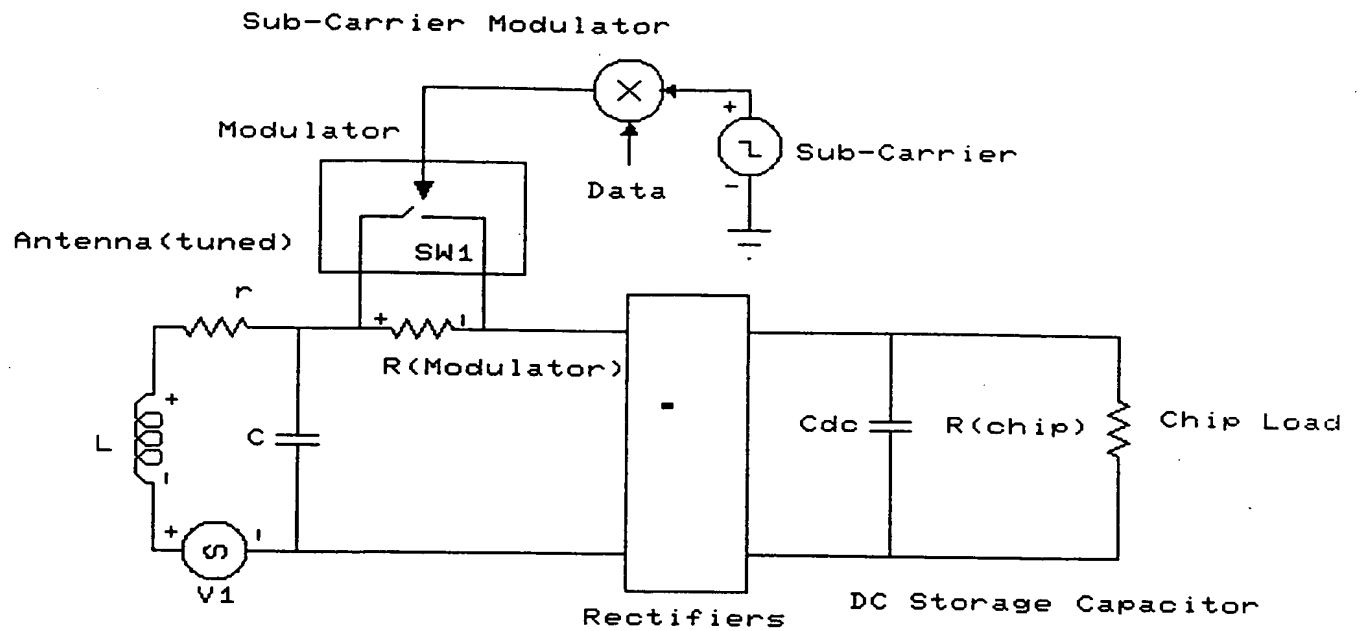 Sub-Carrier Modulator
+
Modulator
Sub-Carrier
-
Data
Antenna(tuned)
SW1
r
+ -
R(Modulator)
+
L
C
-
Cdc
R(chip)
Chip Load
+ -
S
V1
Rectifiers
DC Storage Capacitor